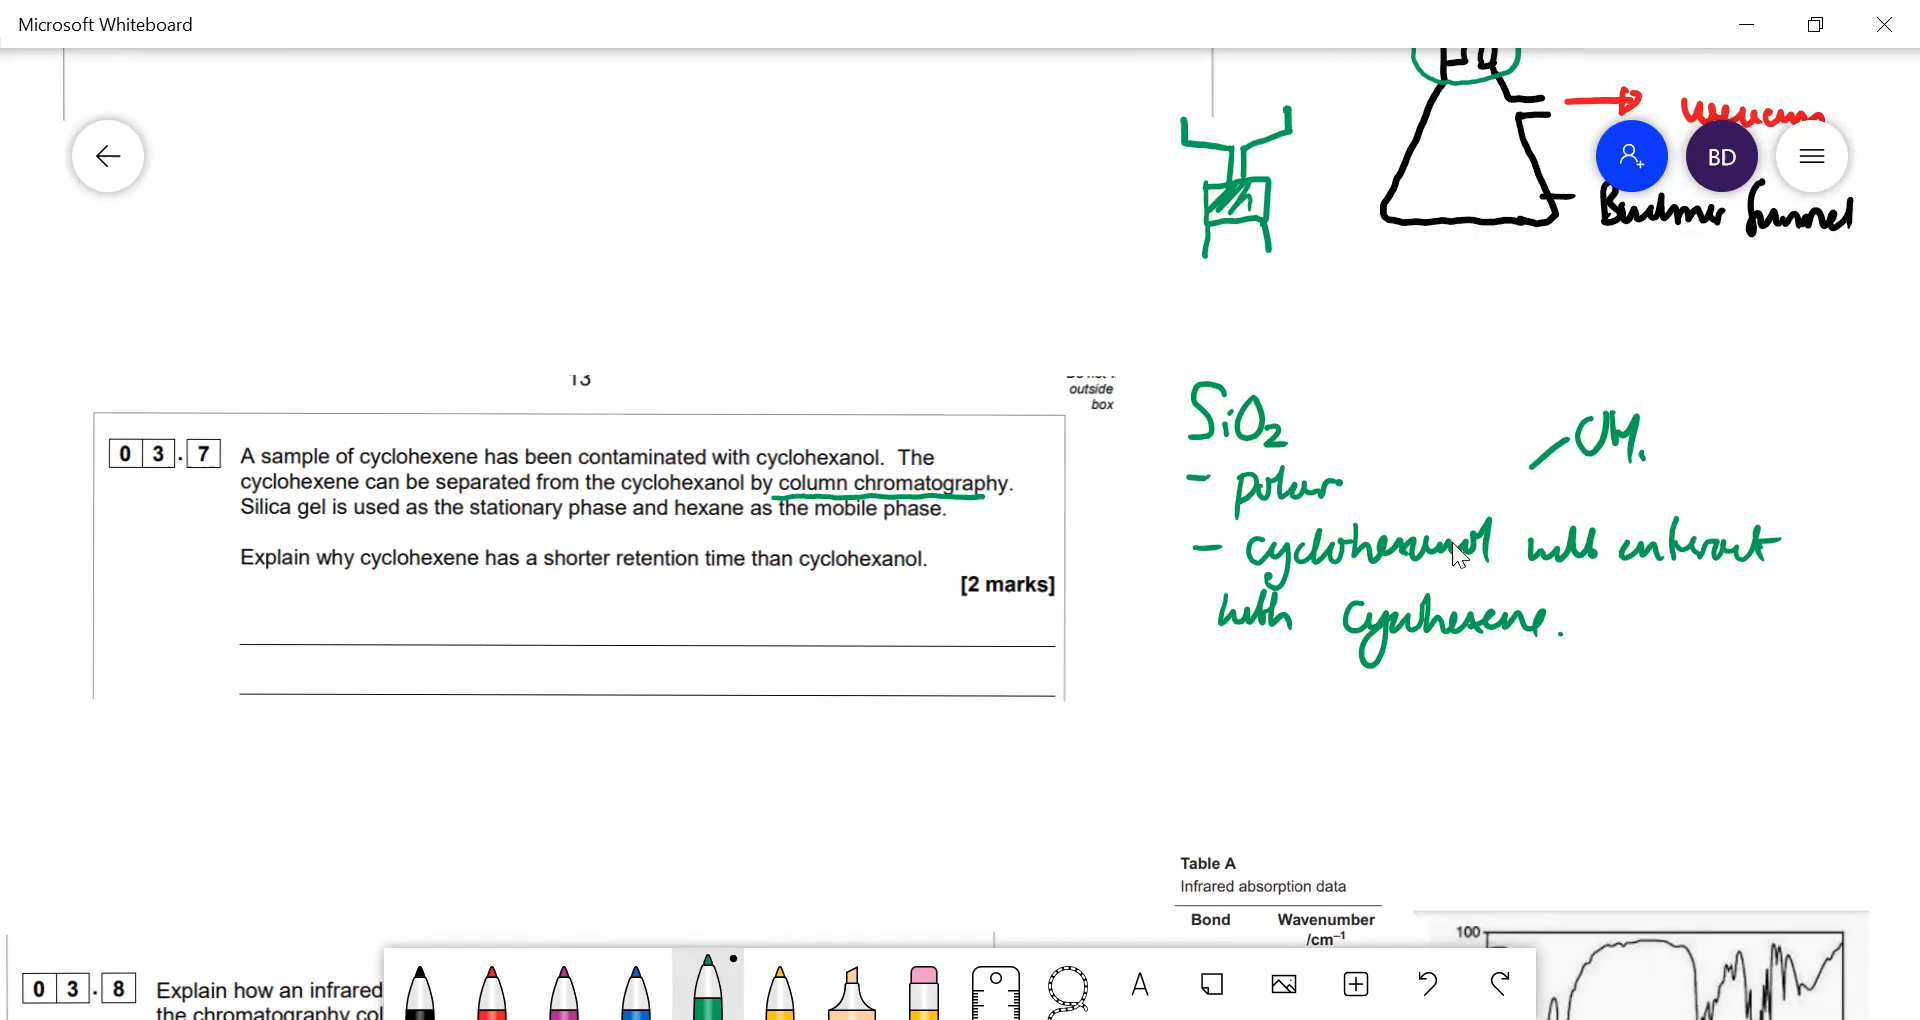 Microsoft Whiteboard
BD
Buchner funnel
13
outside
box
0 3 . 7 A sample of cyclohexene has been contaminated with cyclohexanol. The
cyclohexene can be separated from the cyclohexanol by column chromatography.
Silica gel is used as the stationary phase and hexane as the mobile phase.
Explain why cyclohexene has a shorter retention time than cyclohexanol.
[2 marks]
SiO2
OH.
- polar
- cyclohexanol will interact
with cyclohexene.
Table A
Infrared absorption data
Bond Wavenumber
/cm⁻¹
100
0 3 . 8 Explain how an infrared
the chromatography col
A